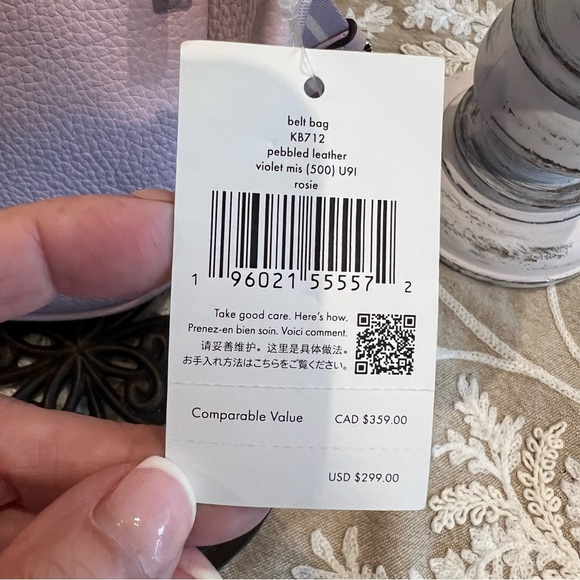 belt bag
KB712
pebbled leather
violet mis (500) U9I
rosie
1 96021 55557 2
Take good care. Here's how.
Prenez-en bien soin. Voici comment.
请妥善维护。这里是具体做法。
お手入れ方法はこちらをご覧ください。
Comparable Value CAD $359.00
USD $299.00